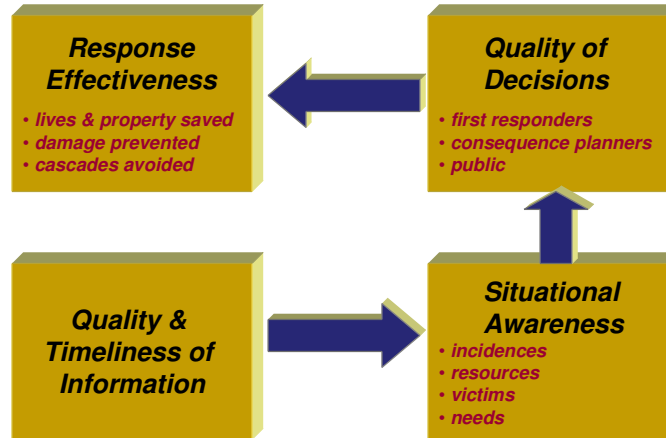 Response
Effectiveness
• lives & property saved
• damage prevented
• cascades avoided
Quality of
Decisions
• first responders
• consequence planners
• public
Quality &
Timeliness of
Information
Situational
Awareness
• incidences
• resources
• victims
• needs